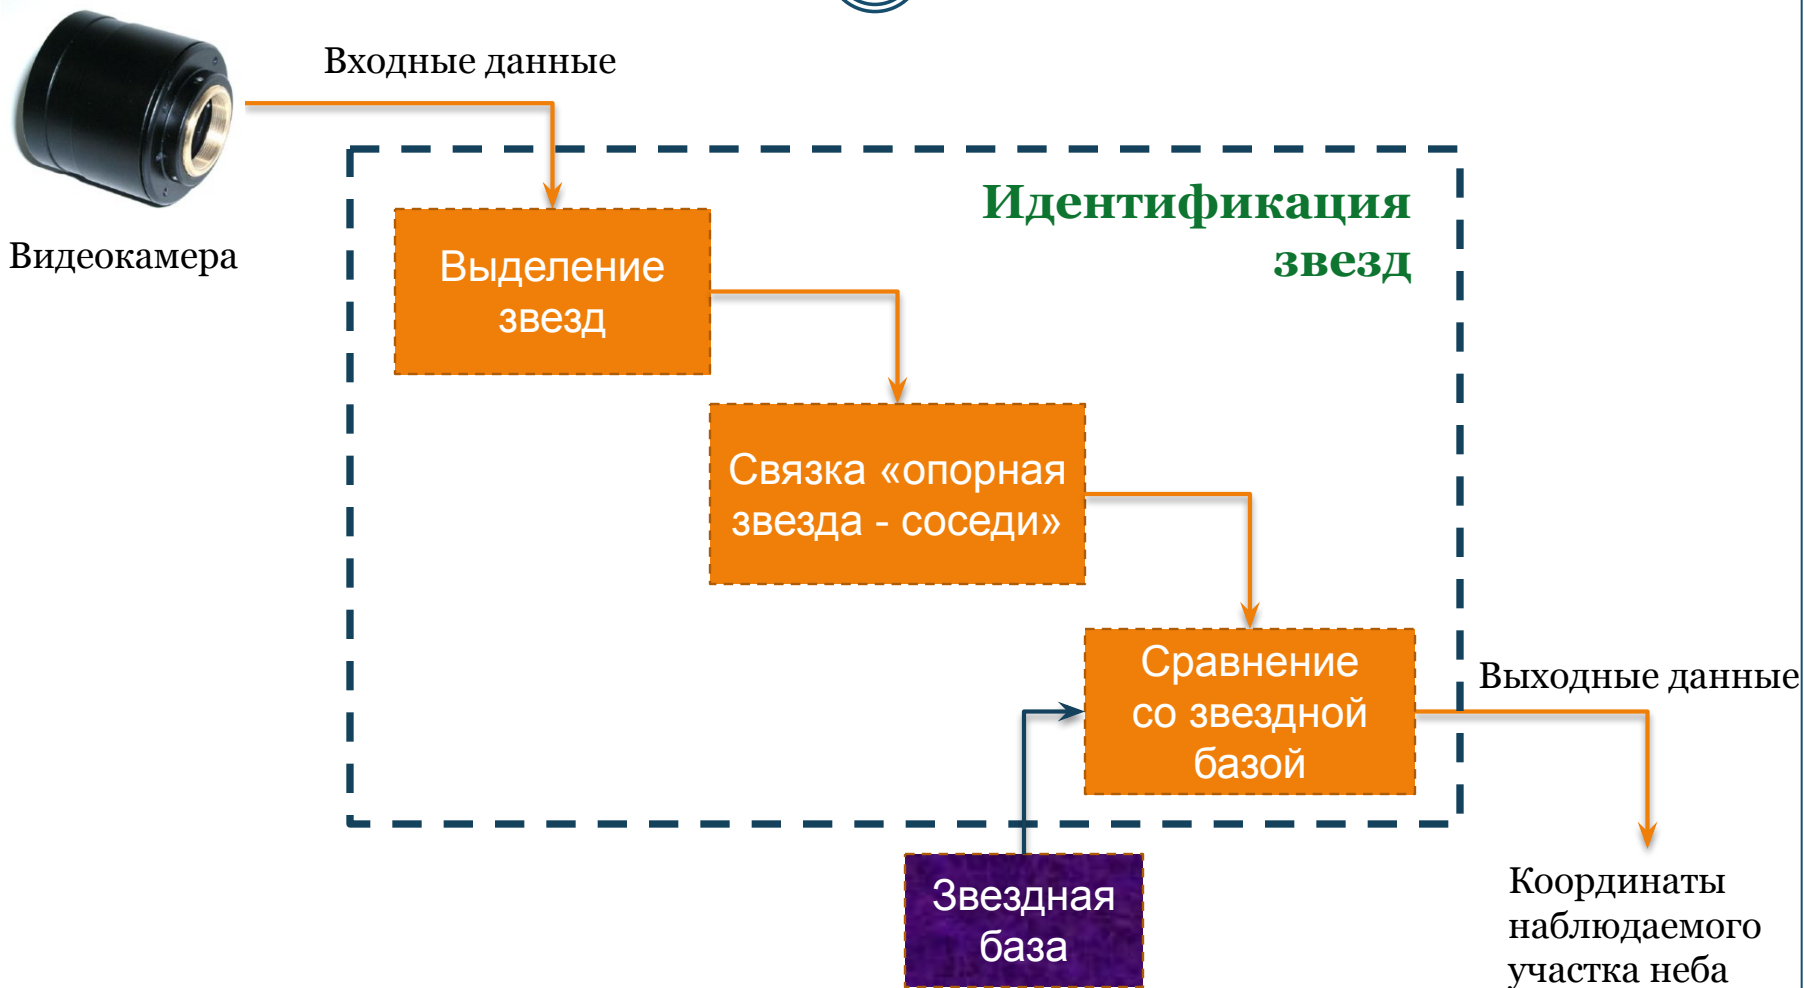 Входные данные
Видеокамера
Идентификация
звезд
Выделение
звезд
Связка «опорная
звезда - соседи»
Сравнение
со звездной
базой
Выходные данные
Звездная
база
Координаты
наблюдаемого
участка неба